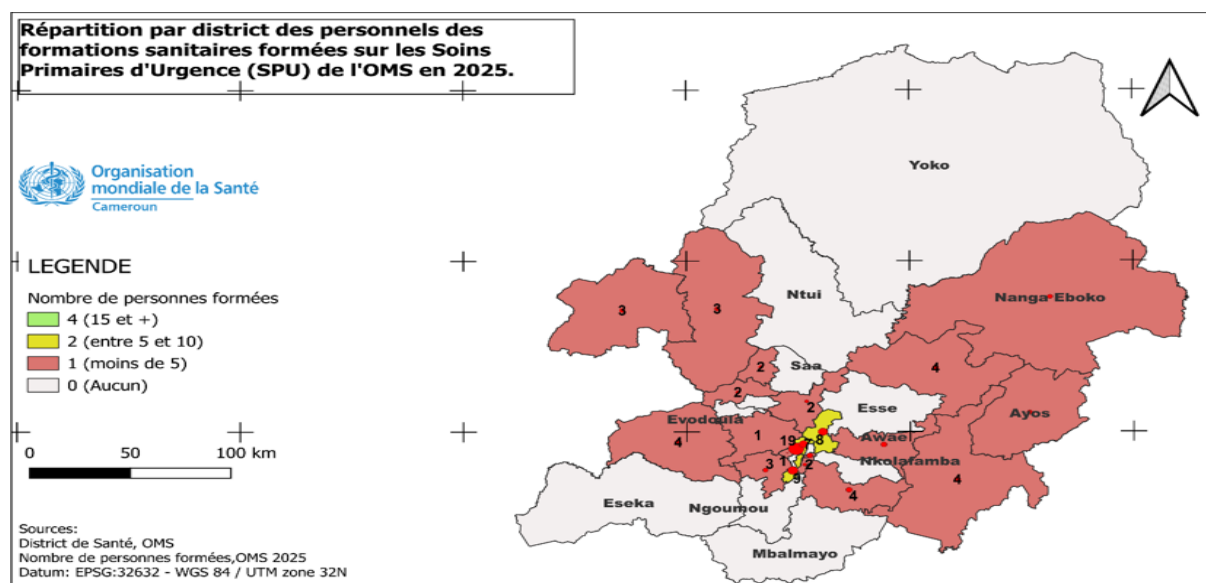 Répartition par district des personnels des
formations sanitaires formées sur les Soins
Primaires d'Urgence (SPU) de l'OMS en 2025.
Organisation
mondiale de la Santé
Cameroun
LEGENDE
Nombre de personnes formées
4 (15 et +)
2 (entre 5 et 10)
1 (moins de 5)
0 (Aucun)
0 50 100 km
Sources:
District de Santé, OMS
Nombre de personnes formées,OMS 2025
Datum: EPSG:32632 - WGS 84 / UTM zone 32N
Yoko
Ntui
Nanga Eboko
3
3
Saa
2
4
2
2
Esse
Ayos
Evodoula
4
1
19
8
Awae
Nkolafamba
3
1
2
9
4
4
Eseka
Ngoumou
Mbalmayo